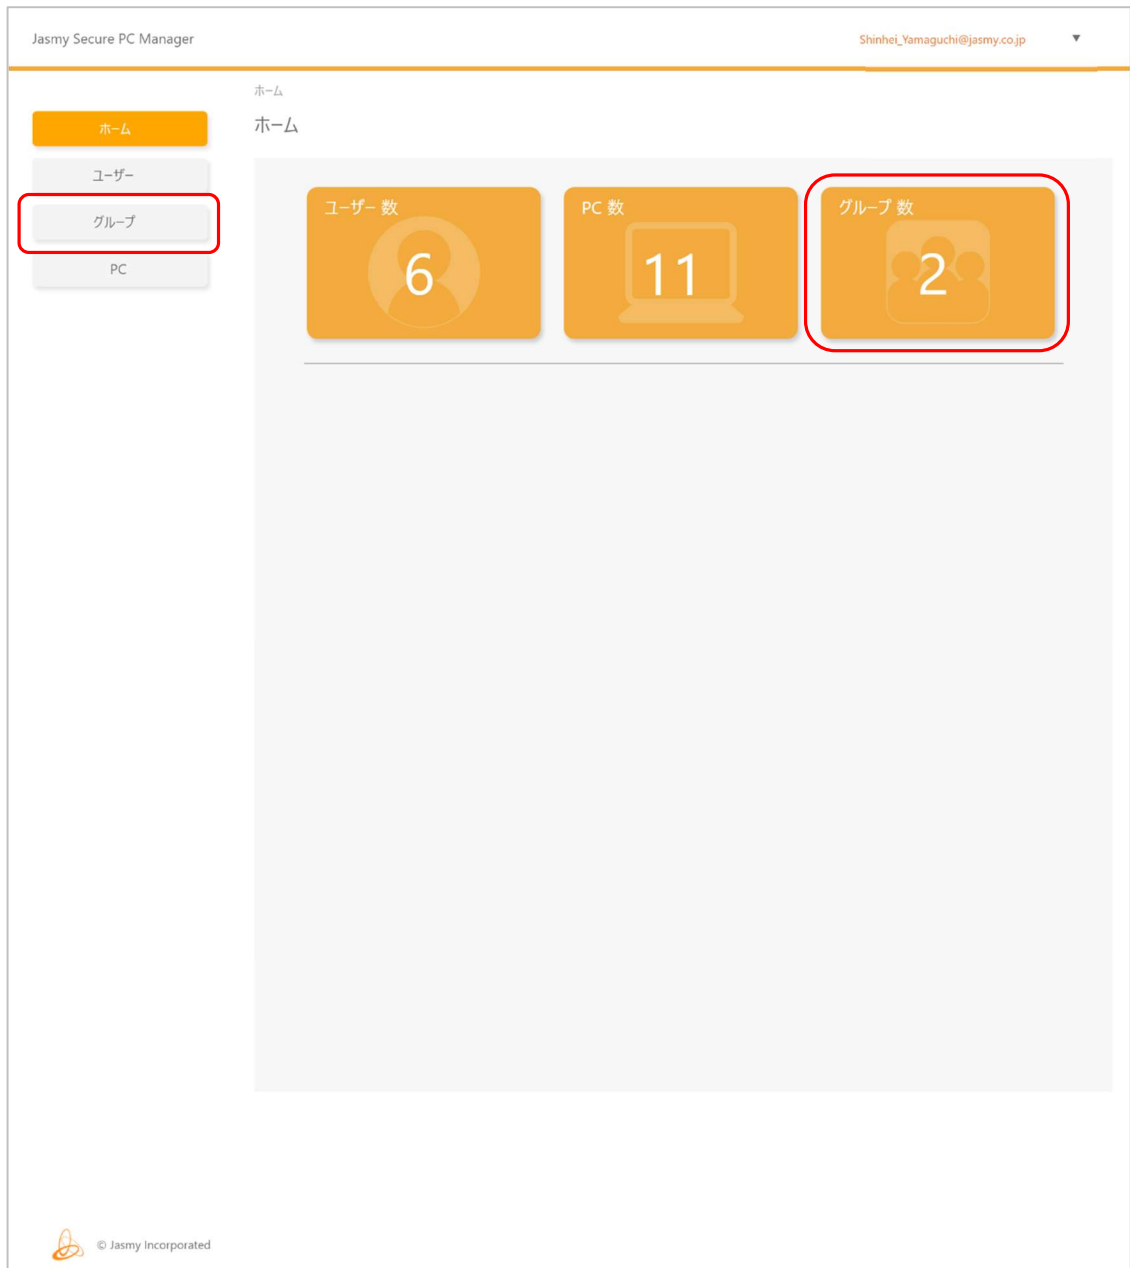 Jasmy Secure PC Manager
Shinhei_Yamaguchi@jasmy.co.jp ▼
ホーム
ホーム
ホーム
ユーザー
グループ
PC
ユーザー 数
6
PC 数
11
グループ 数
2
© Jasmy Incorporated